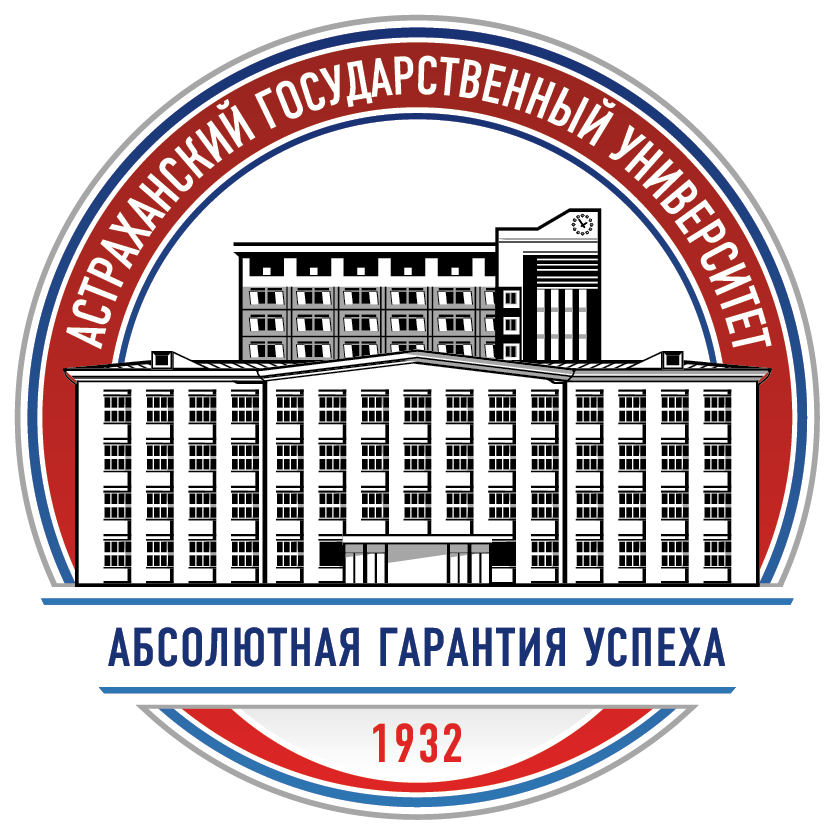 АСТРАХАНСКИЙ ГОСУДАРСТВЕННЫЙ УНИВЕРСИТЕТ
АБСОЛЮТНАЯ ГАРАНТИЯ УСПЕХА
1932